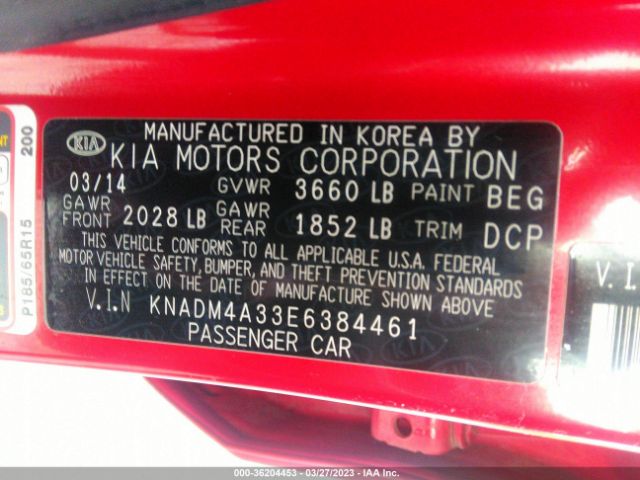 MANUFACTURED IN KOREA BY
KIA KIA MOTORS CORPORATION
03/14 GVWR 3660 LB PAINT BEG
GAWR FRONT 2028 LB GAWR REAR 1852 LB TRIM DCP
THIS VEHICLE CONFORMS TO ALL APPLICABLE U.S.A. FEDERAL
MOTOR VEHICLE SAFETY, BUMPER, AND THEFT PREVENTION STANDARDS
IN EFFECT ON THE DATE OF MANUFACTURE SHOWN ABOVE
V.I.N KNADM4A33E6384461
PASSENGER CAR
200
P185/65R15
V.I.
000-36204453 - 03/27/2023 - IAA Inc.